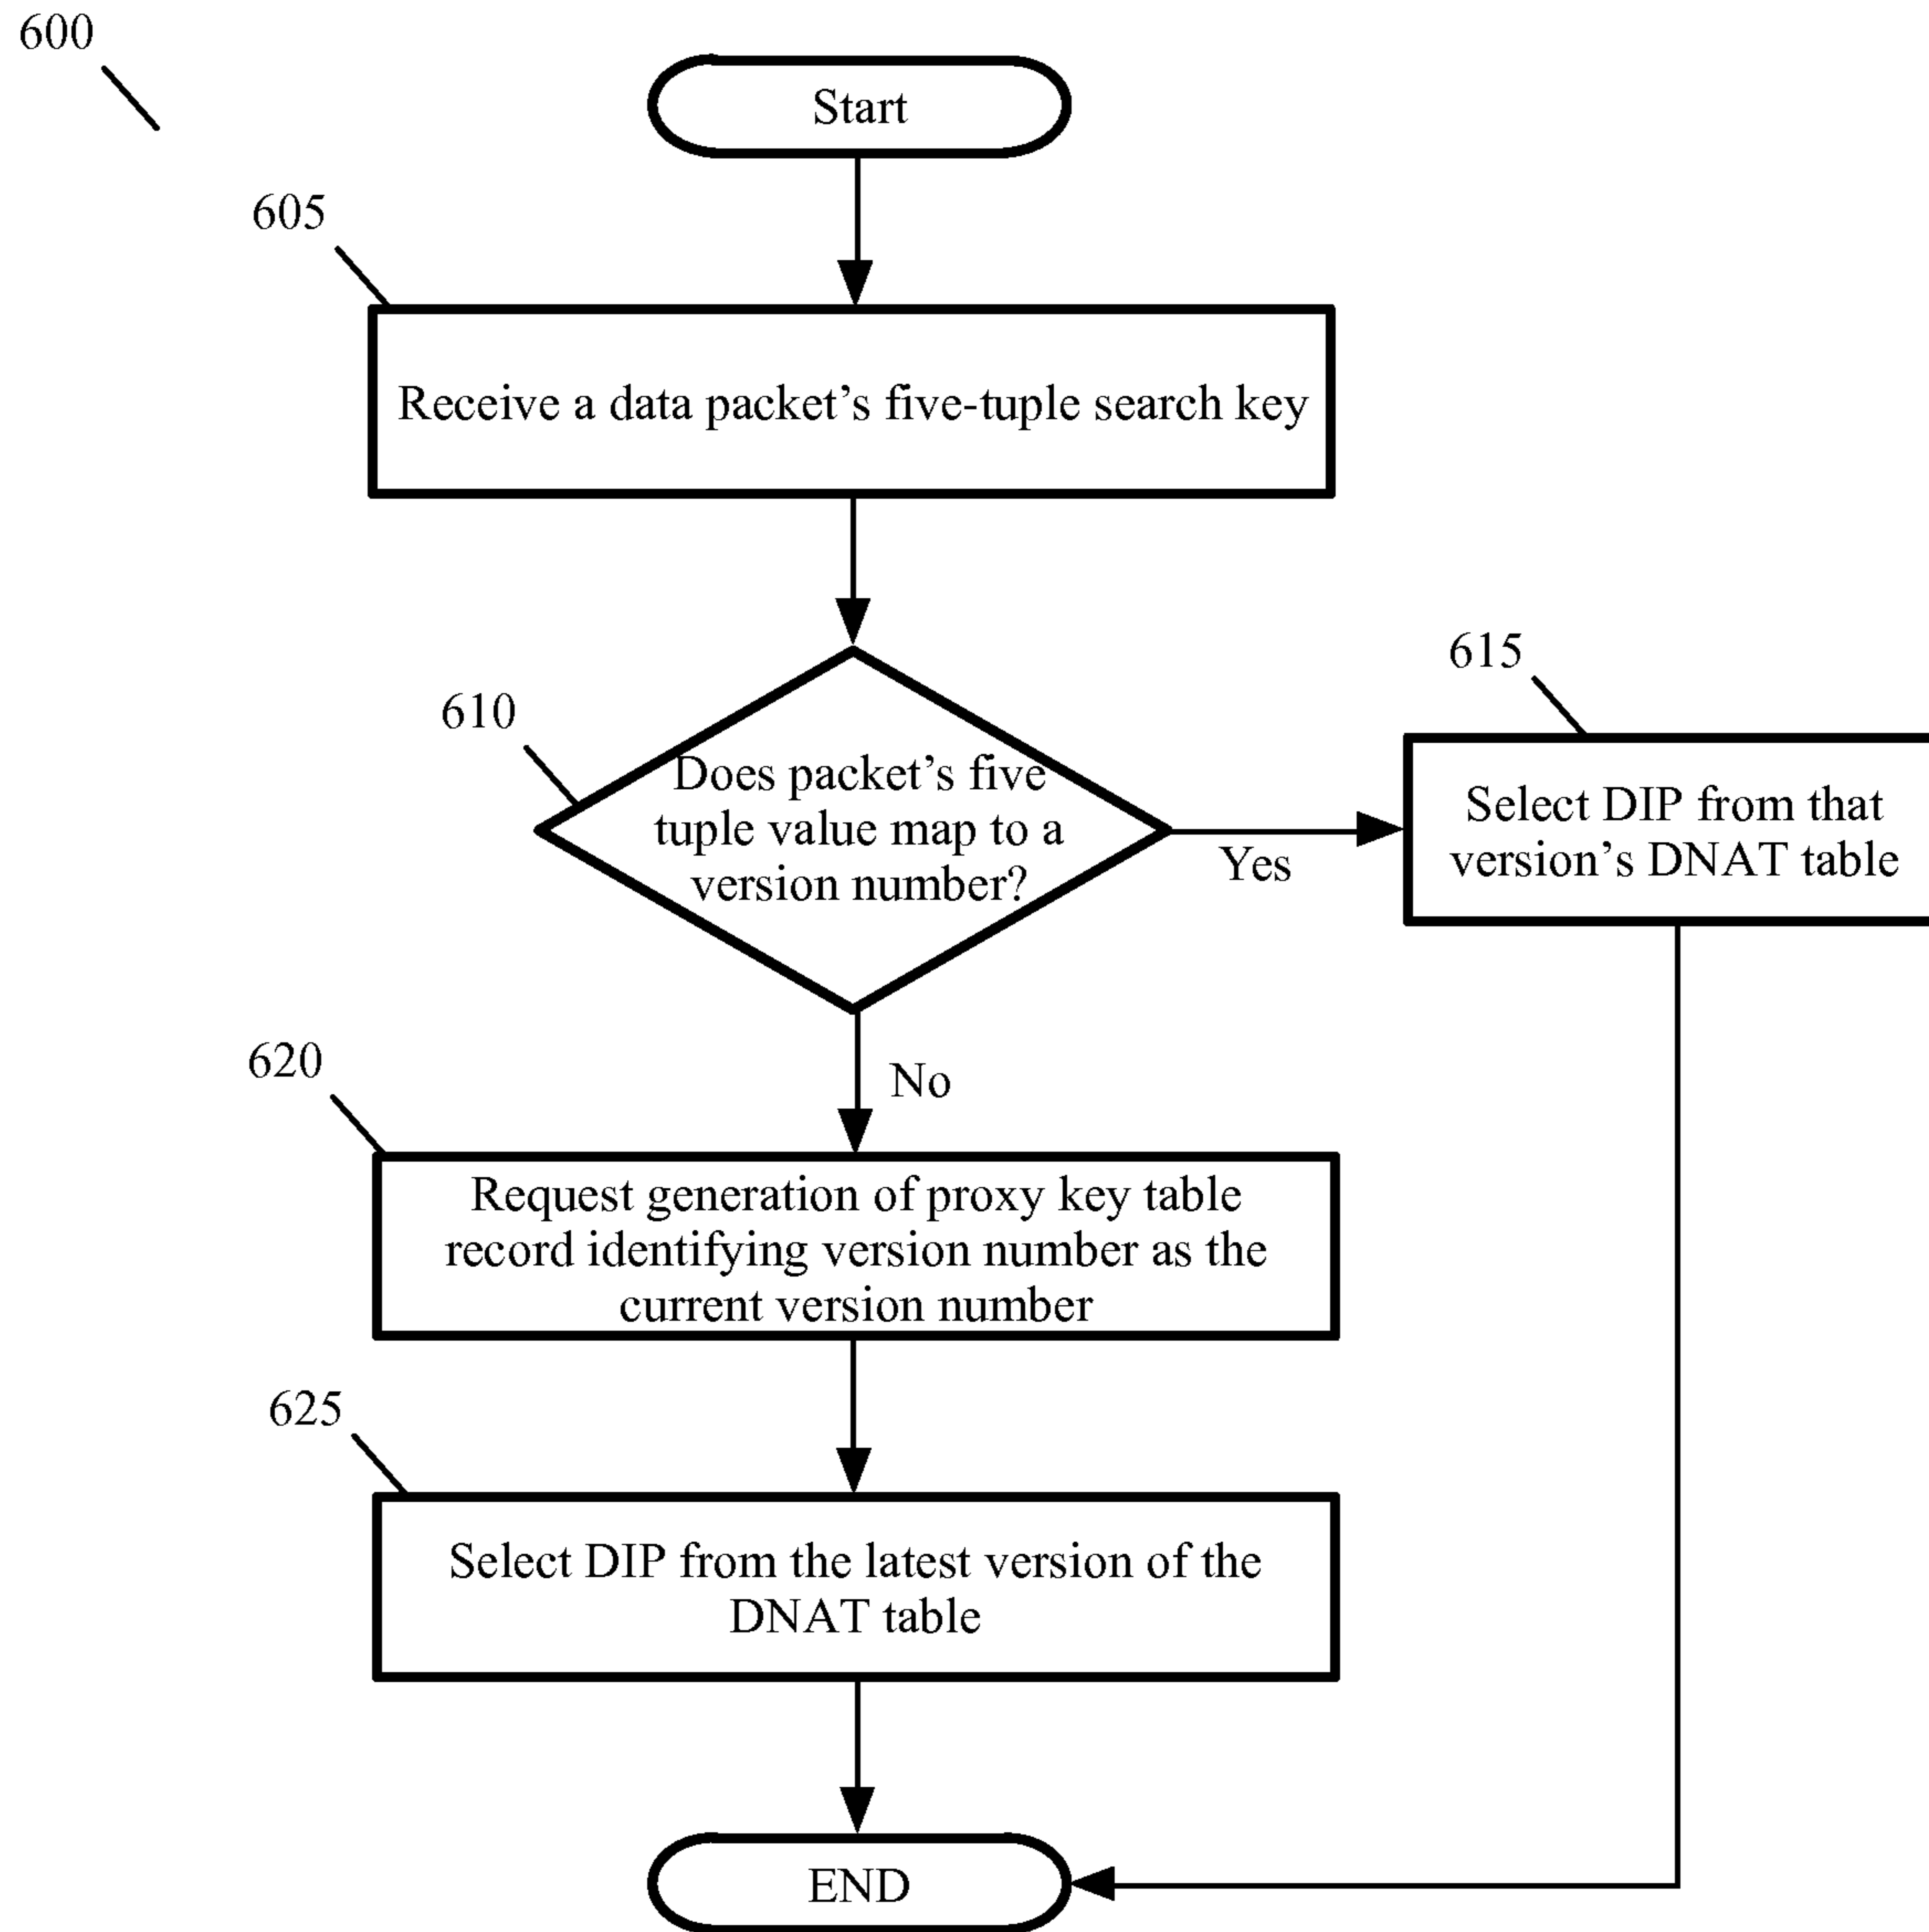 600
Start
605
Receive a data packet’s five-tuple search key
610
Does packet’s five
tuple value map to a
version number?
Yes
615
Select DIP from that
version’s DNAT table
No
620
Request generation of proxy key table
record identifying version number as the
current version number
625
Select DIP from the latest version of the
DNAT table
END